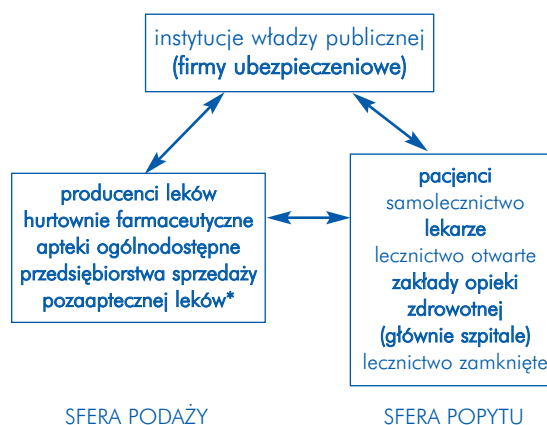 instytucje władzy publicznej
(firmy ubezpieczeniowe)
producenci leków
hurtownie farmaceutyczne
apteki ogólnodostępne
przedsiębiorstwa sprzedaży
pozaaptecznej leków*
pacjenci
samolecznictwo
lekarze
lecznictwo otwarte
zakłady opieki
zdrowotnej
(głównie szpitale)
lecznictwo zamknięte
SFERA PODAŻY
SFERA POPYTU